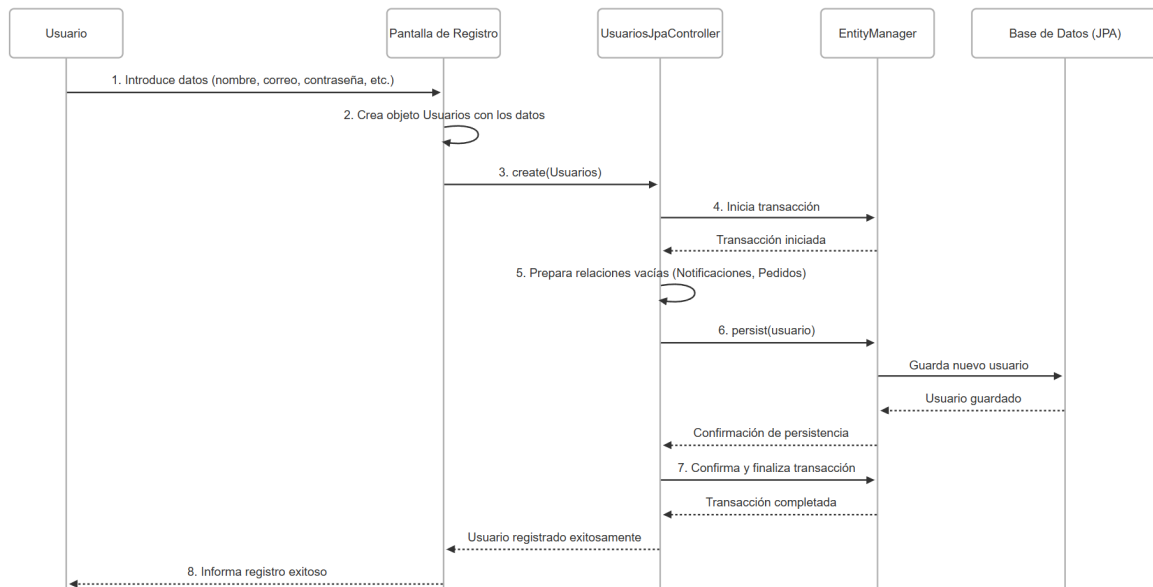 Usuario
Pantalla de Registro
UsuariosJpaController
EntityManager
Base de Datos (JPA)
1. Introduce datos (nombre, correo, contraseña, etc.)
2. Crea objeto Usuarios con los datos
3. create(Usuarios)
4. Inicia transacción
Transacción iniciada
5. Prepara relaciones vacías (Notificaciones, Pedidos)
6. persist(usuario)
Guarda nuevo usuario
Usuario guardado
Confirmación de persistencia
7. Confirma y finaliza transacción
Transacción completada
Usuario registrado exitosamente
8. Informa registro exitoso